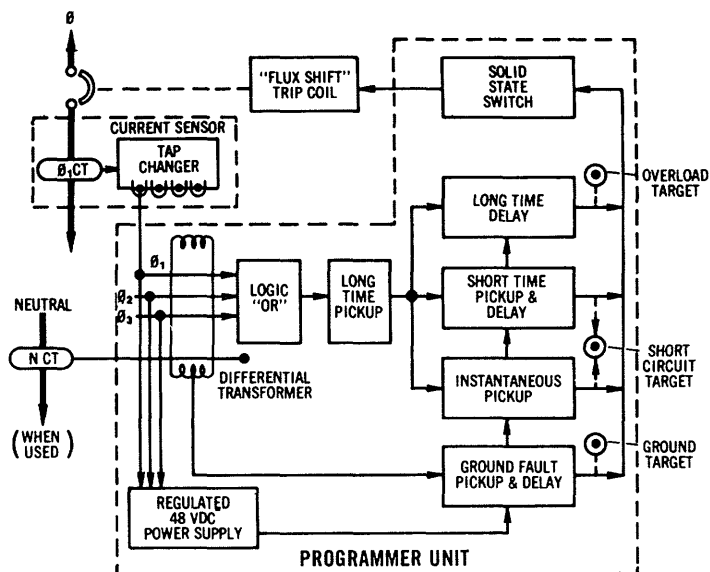 Ø
"FLUX SHIFT"
TRIP COIL
SOLID
STATE
SWITCH
CURRENT SENSOR
TAP
CHANGER
Ø₁CT
OVERLOAD
TARGET
LONG TIME
DELAY
Ø₁
Ø₂
Ø₃
LOGIC
"OR"
LONG
TIME
PICKUP
SHORT TIME
PICKUP & DELAY
NEUTRAL
N CT
DIFFERENTIAL
TRANSFORMER
INSTANTANEOUS
PICKUP
SHORT
CIRCUIT
TARGET
(WHEN
USED)
GROUND FAULT
PICKUP & DELAY
GROUND
TARGET
REGULATED
48 VDC
POWER SUPPLY
PROGRAMMER UNIT